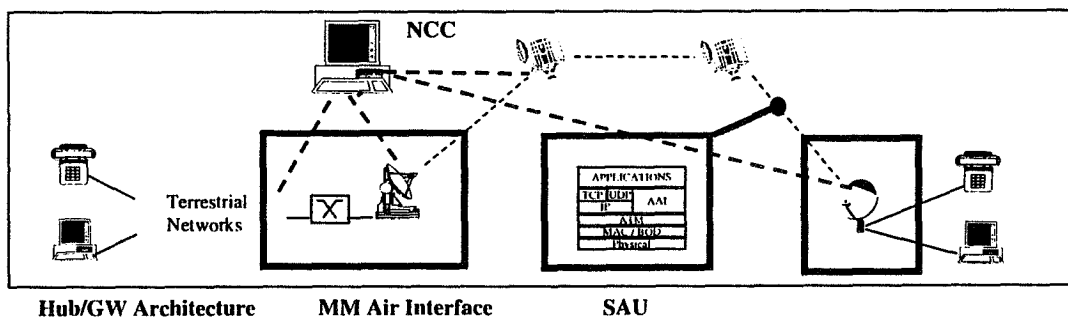 NCC
Terrestrial
Networks
APPLICATIONS
TCP UDP
IP
AAL
ATM
MAC / BOD
Physical
Hub/GW Architecture MM Air Interface SAU